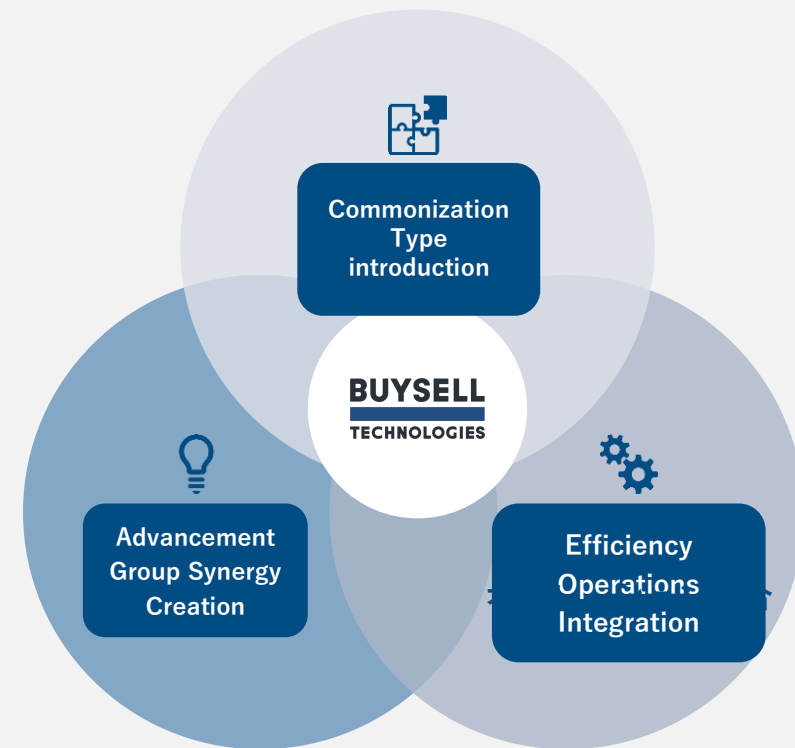 Commonization
Type
introduction
BUYSELL
TECHNOLOGIES
Advancement
Group Synergy
Creation
Efficiency
Operations
Integration